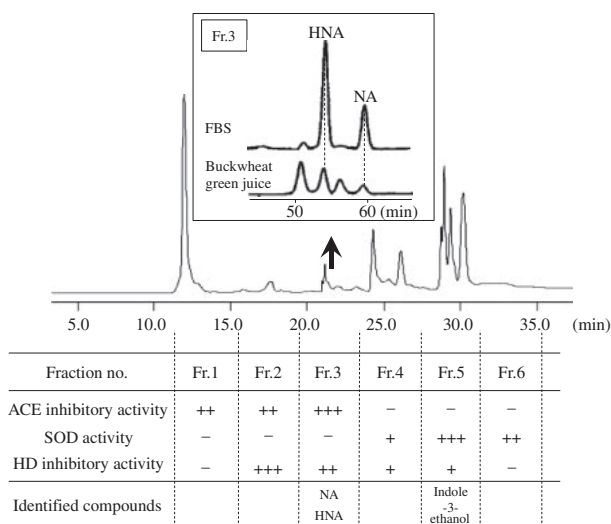 Fr.3
HNA
NA
FBS
Buckwheat
green juice
50 60 (min)
5.0 10.0 15.0 20.0 25.0 30.0 35.0 (min)
Fraction no. Fr.1 Fr.2 Fr.3 Fr.4 Fr.5 Fr.6
ACE inhibitory activity ++ ++ +++ – – –
SOD activity – – – + +++ ++
HD inhibitory activity – +++ ++ + + –
Identified compounds NA HNA Indole -3- ethanol